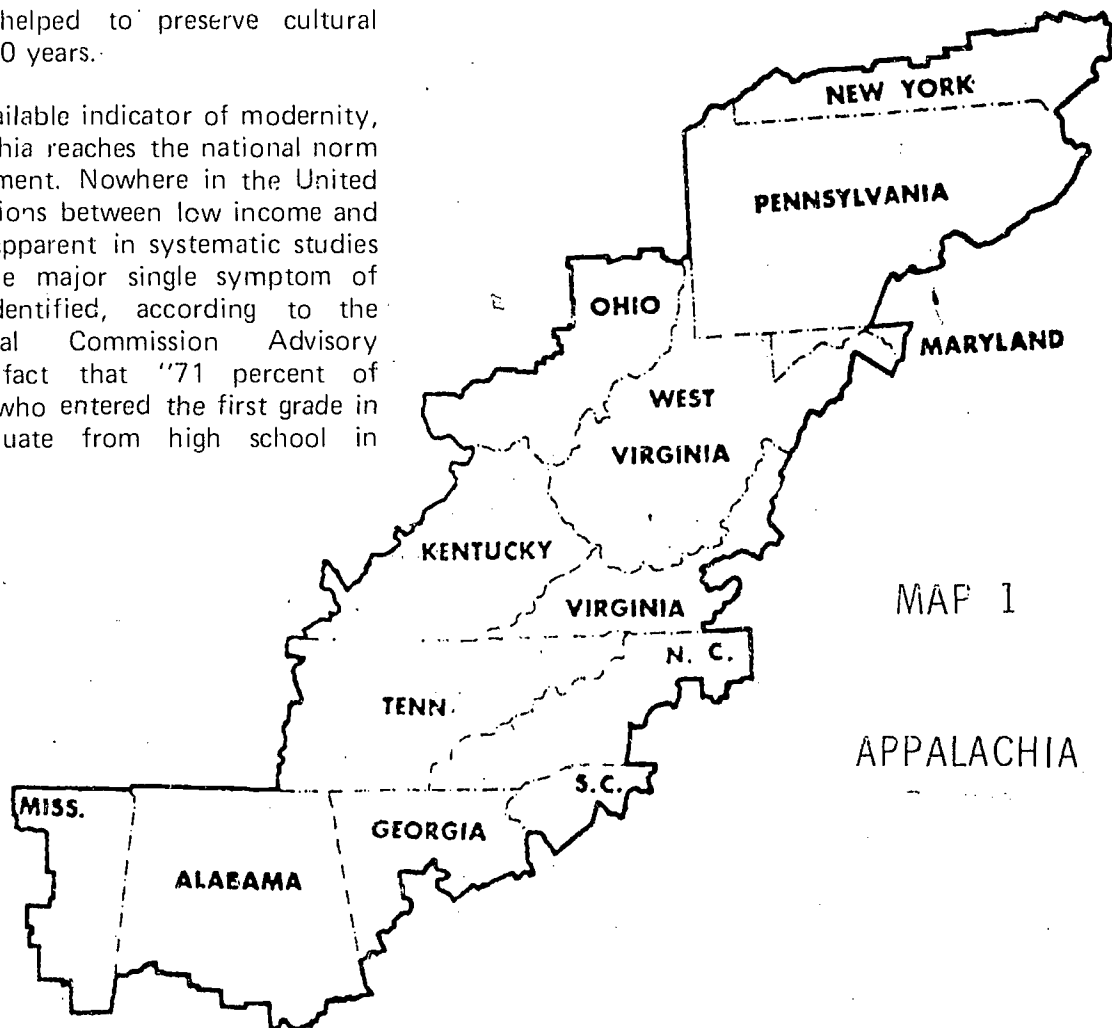 helped to preserve cultural
0 years.
ailable indicator of modernity,
hia reaches the national norm
ment. Nowhere in the United
ions between low income and
apparent in systematic studies
e major single symptom of
dentified, according to the
al Commission Advisory
fact that "71 percent of
who entered the first grade in
uate from high school in
NEW YORK
PENNSYLVANIA
OHIO
MARYLAND
WEST
VIRGINIA
KENTUCKY
VIRGINIA
N. C.
TENN.
S.C.
MISS.
GEORGIA
ALABAMA
MAP I
APPALACHIA